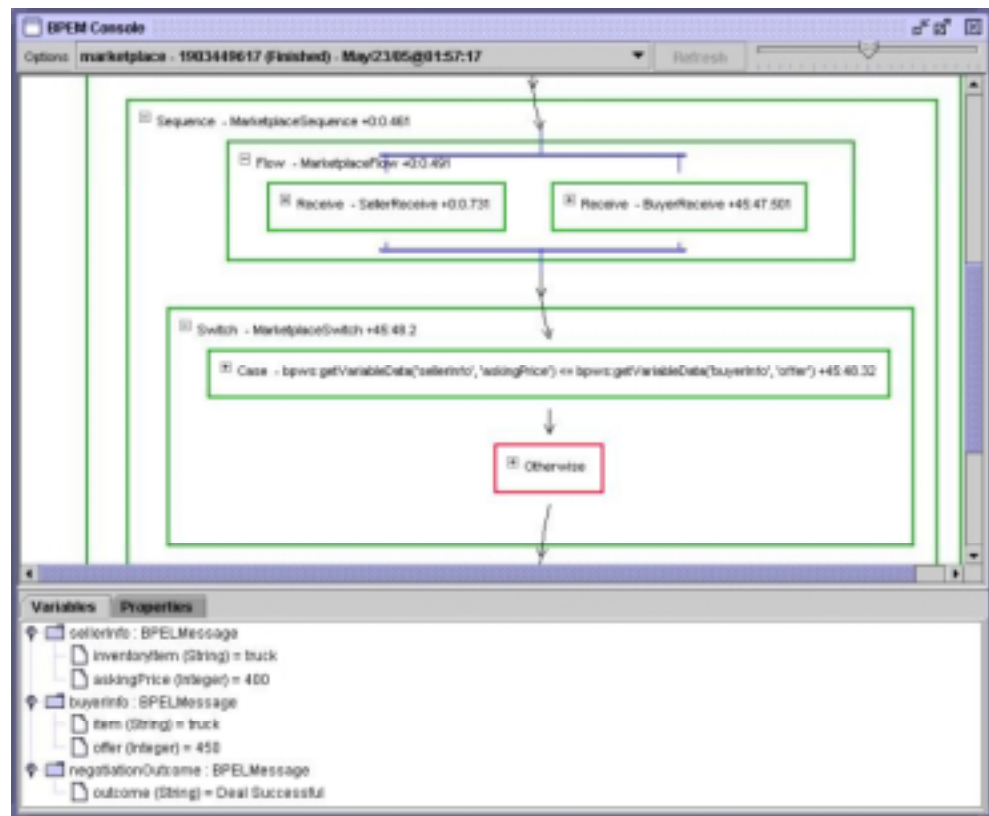 BPEM Console
Options marketplace - 1903449617 (Finished) - May/23/05@01:57:17 Refresh
Sequence - MarketplaceSequence +0:0.461
Flow - MarketplaceFlow +0:0.491
Receive - SellerReceive +0:0.731
Receive - BuyerReceive +45:47.501
Switch - MarketplaceSwitch +45:48.2
Case - bpws:getVariableData('sellerInfo', 'askingPrice') <= bpws:getVariableData('buyerInfo', 'offer') +45:48.32
Otherwise
Variables Properties
sellerInfo : BPELMessage
inventoryItem (String) = truck
askingPrice (Integer) = 400
buyerInfo : BPELMessage
item (String) = truck
offer (Integer) = 450
negotiationOutcome : BPELMessage
outcome (String) = Deal Successful